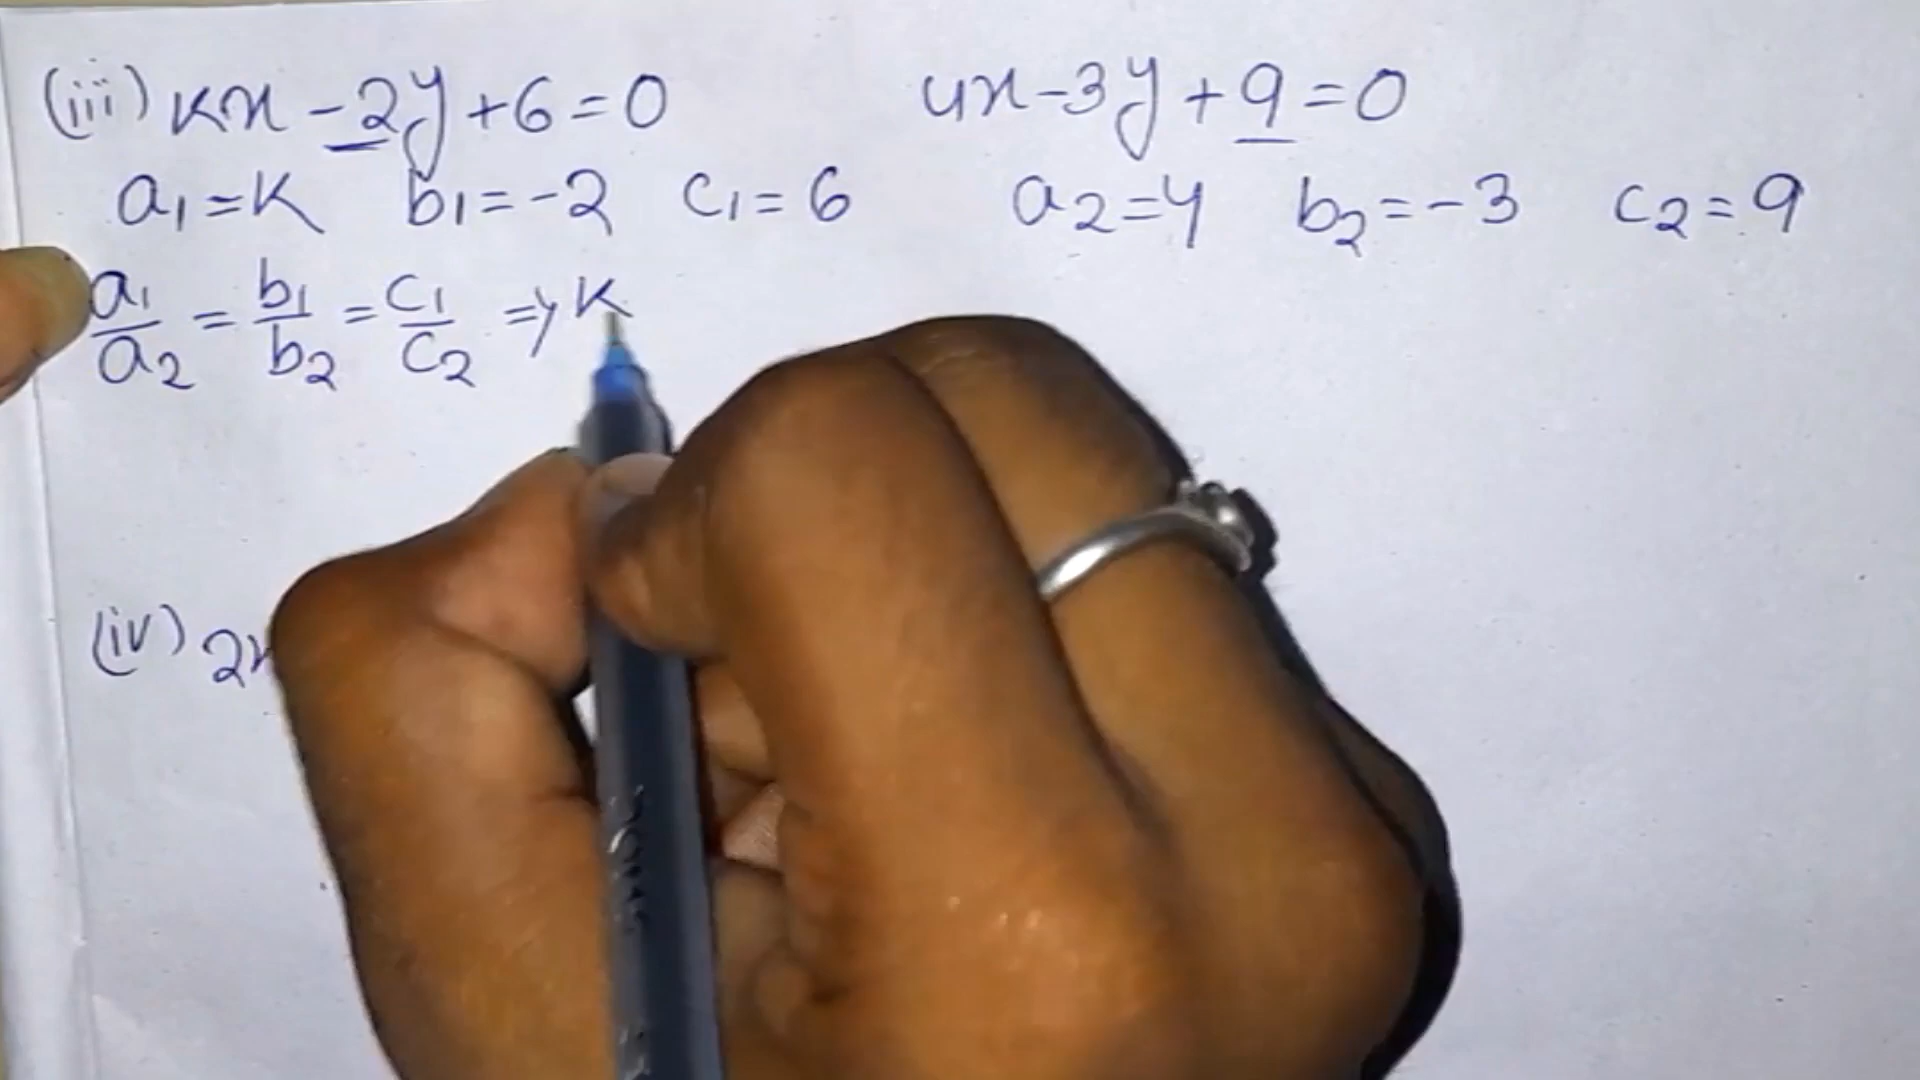 (iii) kx - 2y + 6 = 0 4x - 3y + 9 = 0
a1 = k b1 = -2 c1 = 6 a2 = 4 b2 = -3 c2 = 9
a1/a2 = b1/b2 = c1/c2 => k
(iv) 2x